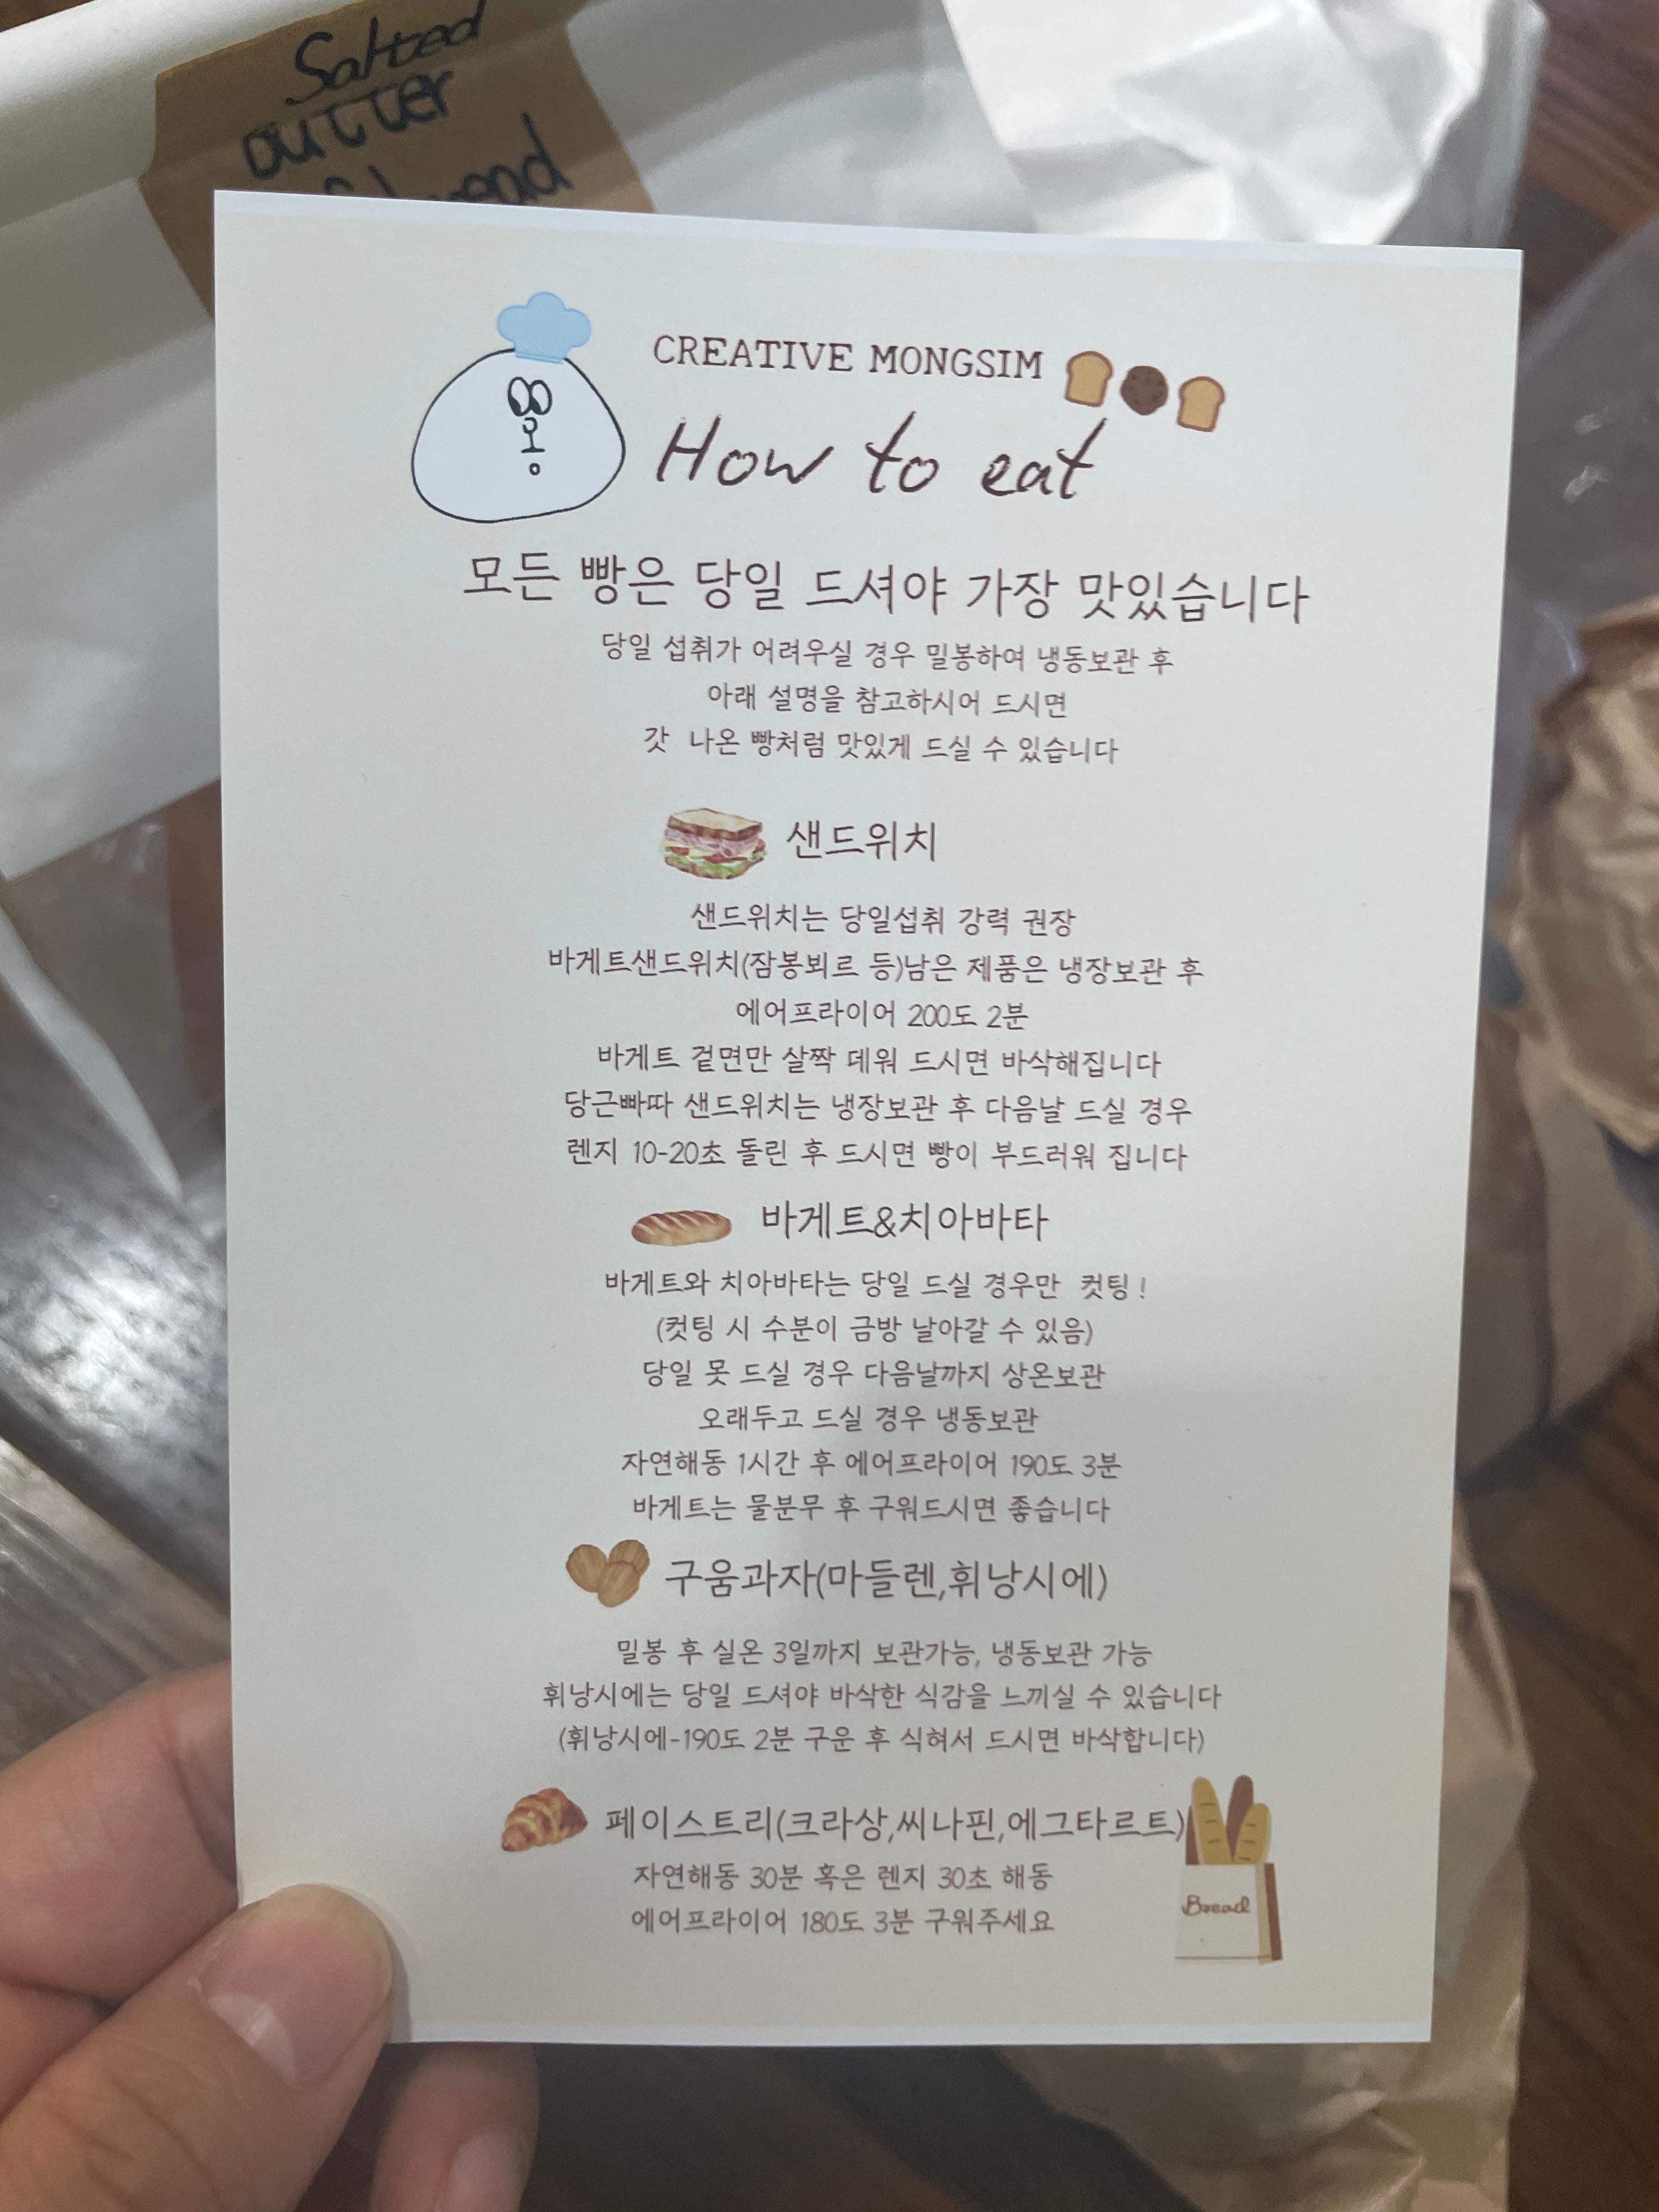 Salted
butter
CREATIVE MONGSIM
How to eat
모든 빵은 당일 드셔야 가장 맛있습니다
당일 섭취가 어려우실 경우 밀봉하여 냉동보관 후
아래 설명을 참고하시어 드시면
갓 나온 빵처럼 맛있게 드실 수 있습니다
샌드위치
샌드위치는 당일섭취 강력 권장
바게트샌드위치(잠봉뵈르 등)남은 제품은 냉장보관 후
에어프라이어 200도 2분
바게트 겉면만 살짝 데워 드시면 바삭해집니다
당근빠따 샌드위치는 냉장보관 후 다음날 드실 경우
렌지 10-20초 돌린 후 드시면 빵이 부드러워 집니다
바게트&치아바타
바게트와 치아바타는 당일 드실 경우만 컷팅!
(컷팅 시 수분이 금방 날아갈 수 있음)
당일 못 드실 경우 다음날까지 상온보관
오래두고 드실 경우 냉동보관
자연해동 1시간 후 에어프라이어 190도 3분
바게트는 물분무 후 구워드시면 좋습니다
구움과자(마들렌,휘낭시에)
밀봉 후 실온 3일까지 보관가능, 냉동보관 가능
휘낭시에는 당일 드셔야 바삭한 식감을 느끼실 수 있습니다
(휘낭시에-190도 2분 구운 후 식혀서 드시면 바삭합니다)
페이스트리(크라상,씨나핀,에그타르트)
자연해동 30분 혹은 렌지 30초 해동
에어프라이어 180도 3분 구워주세요
Bread